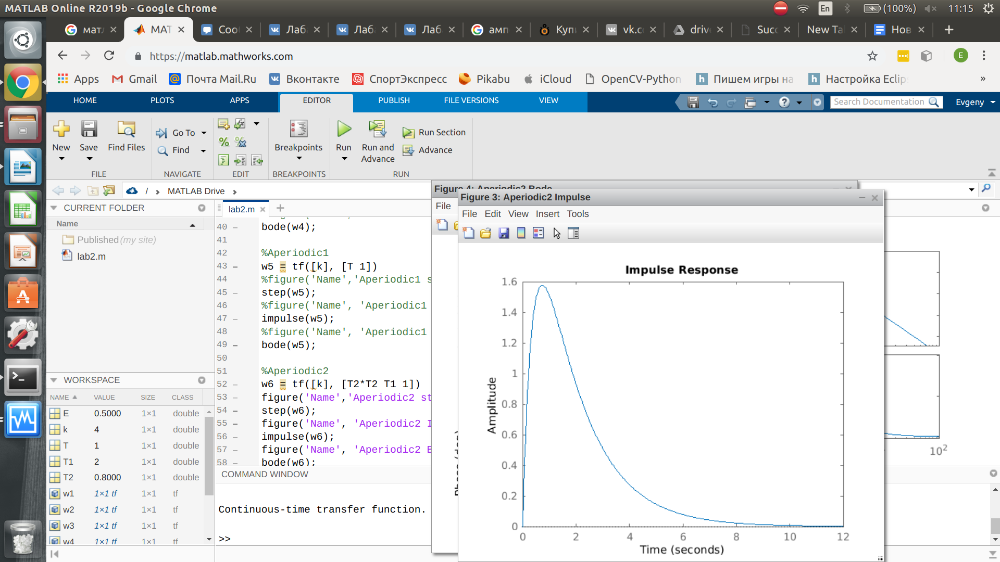 MATLAB Online R2019b - Google Chrome
En
(100%)
11:15
мат
MAT
Соо
Лаб
Лаб
Лаб
амп
Купи
vk.c
drive
Succ
New Ta
Нов
https://matlab.mathworks.com
E
Apps
Gmail
Почта Mail.Ru
Вконтакте
СпортЭкспресс
Pikabu
iCloud
OpenCV-Python
Пишем игры на
Настройка Eclip
»
HOME
PLOTS
APPS
EDITOR
PUBLISH
FILE VERSIONS
VIEW
Search Documentation
Evgeny
New
Save
Find Files
Go To
Find
Breakpoints
Run
Run and Advance
Run Section
Advance
FILE
NAVIGATE
EDIT
BREAKPOINTS
RUN
/ › MATLAB Drive ›
CURRENT FOLDER
Name
Published (my site)
lab2.m
WORKSPACE
NAME VALUE SIZE CLASS
E 0.5000 1×1 double
k 4 1×1 double
T 1 1×1 double
T1 2 1×1 double
T2 0.8000 1×1 double
w1 1×1 tf 1×1 tf
w2 1×1 tf 1×1 tf
w3 1×1 tf 1×1 tf
w4 1×1 tf 1×1 tf
lab2.m
40 – bode(w4);
41
42 %Aperiodic1
43 – w5 = tf([k], [T 1])
44 %figure('Name','Aperiodic1 s
45 – step(w5);
46 %figure('Name', 'Aperiodic1
47 – impulse(w5);
48 %figure('Name', 'Aperiodic1
49 – bode(w5);
50
51 %Aperiodic2
52 – w6 = tf([k], [T2*T2 T1 1])
53 – figure('Name','Aperiodic2 st
54 – step(w6);
55 – figure('Name', 'Aperiodic2 I
56 – impulse(w6);
57 – figure('Name', 'Aperiodic2 B
58 – bode(w6);
COMMAND WINDOW
Continuous-time transfer function.
>>
Figure 4: Aperiodic2 Bode
File
Figure 3: Aperiodic2 Impulse
File Edit View Insert Tools
Impulse Response
1.6
1.4
1.2
1
0.8
0.6
0.4
0.2
0
Amplitude
0 2 4 6 8 10 12
Time (seconds)
10²